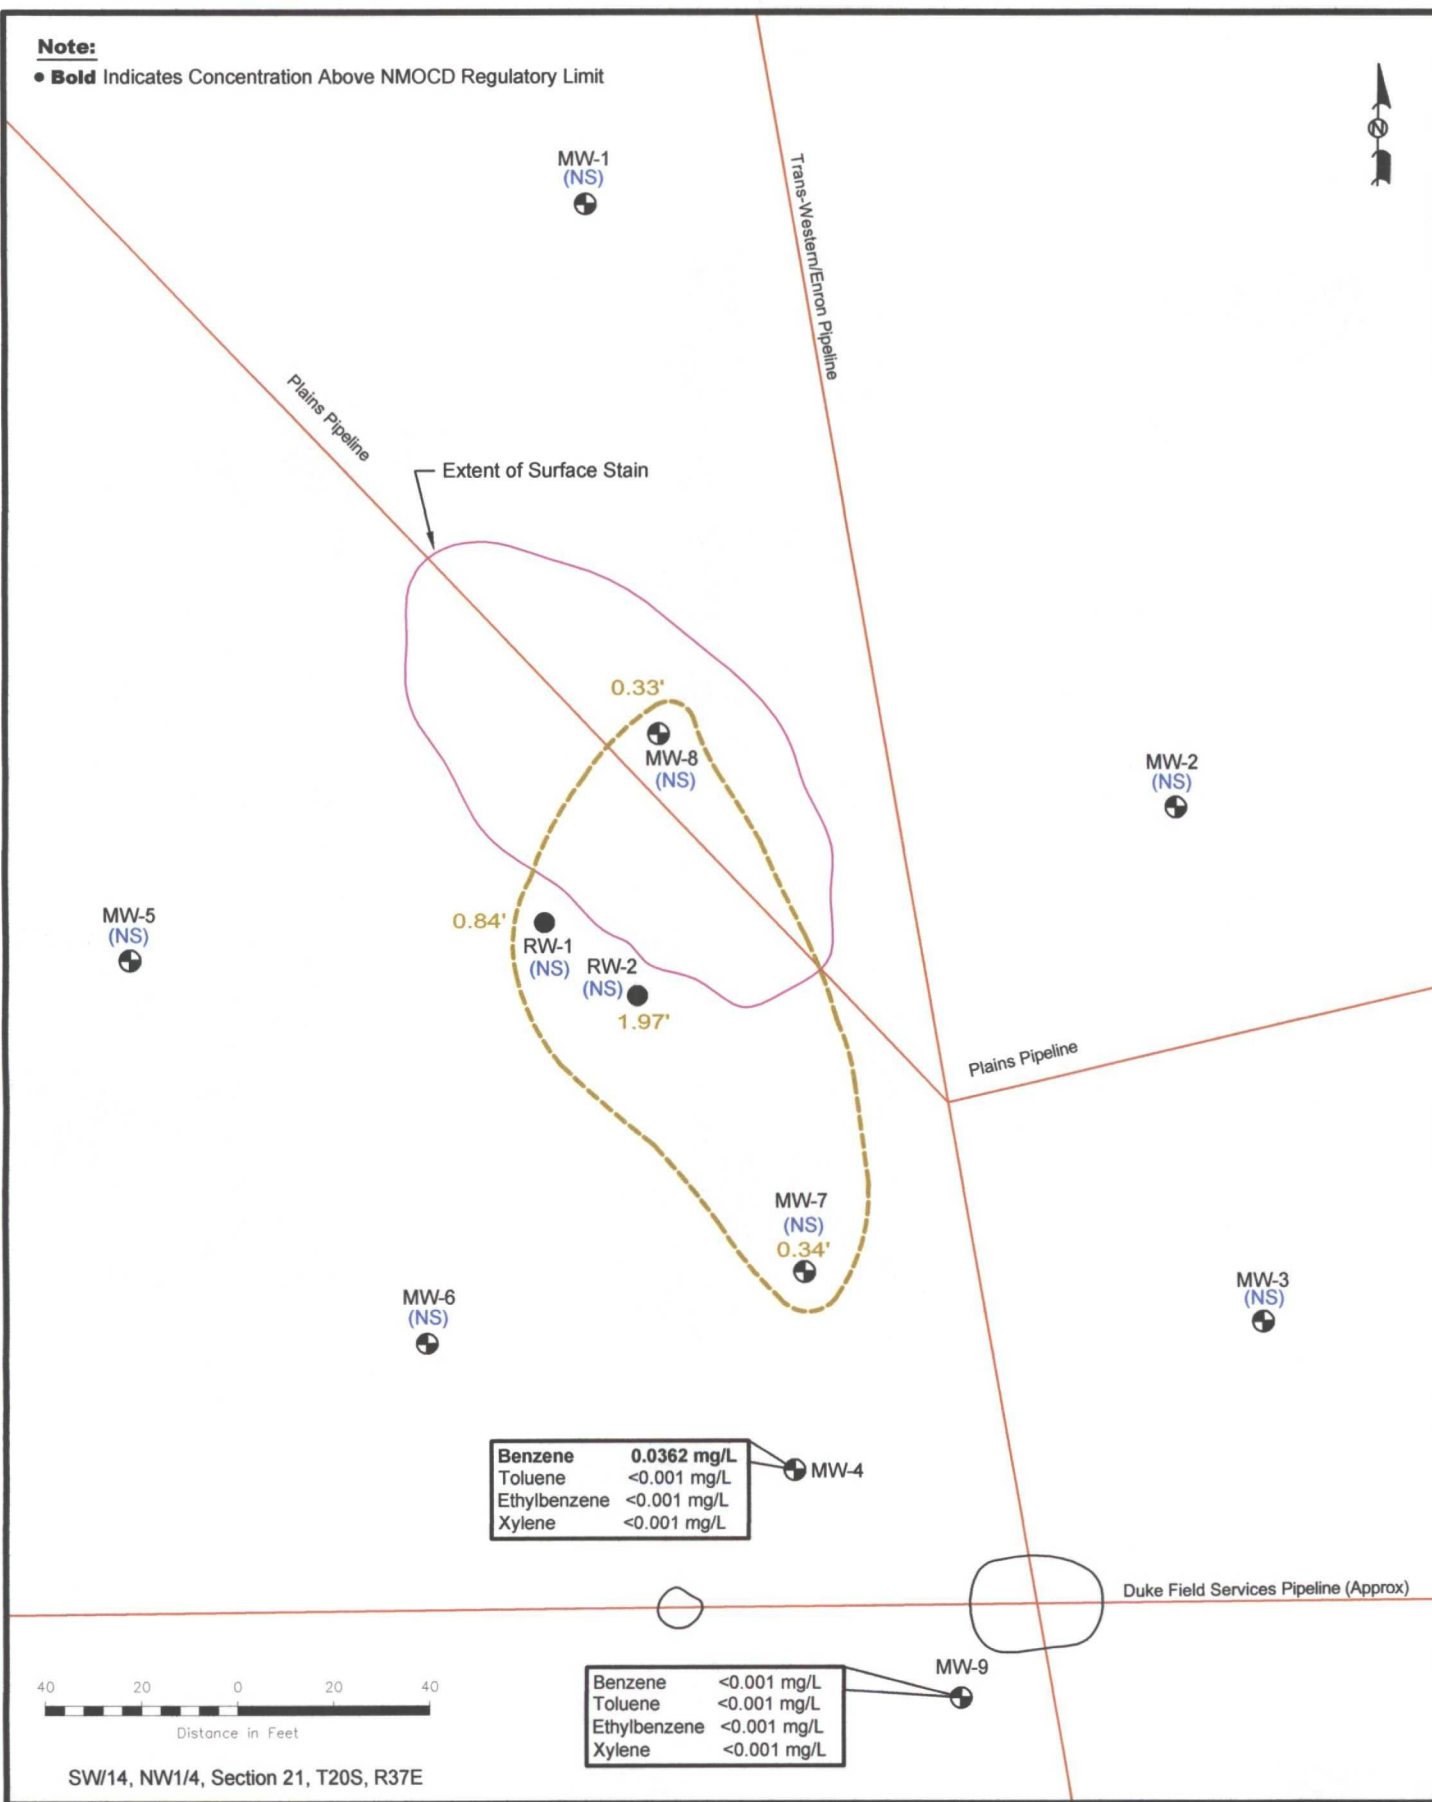 Note:
● Bold Indicates Concentration Above NMOCD Regulatory Limit
N
MW-1
(NS)
Trans-Western/Enron Pipeline
Plains Pipeline
Extent of Surface Stain
0.33'
MW-8
(NS)
MW-2
(NS)
MW-5
(NS)
0.84'
RW-1
(NS)
RW-2
(NS)
1.97'
Plains Pipeline
MW-7
(NS)
0.34'
MW-6
(NS)
MW-3
(NS)
Benzene 0.0362 mg/L
Toluene <0.001 mg/L
Ethylbenzene <0.001 mg/L
Xylene <0.001 mg/L
MW-4
Duke Field Services Pipeline (Approx)
MW-9
Benzene <0.001 mg/L
Toluene <0.001 mg/L
Ethylbenzene <0.001 mg/L
Xylene <0.001 mg/L
40 20 0 20 40
Distance in Feet
SW/14, NW1/4, Section 21, T20S, R37E